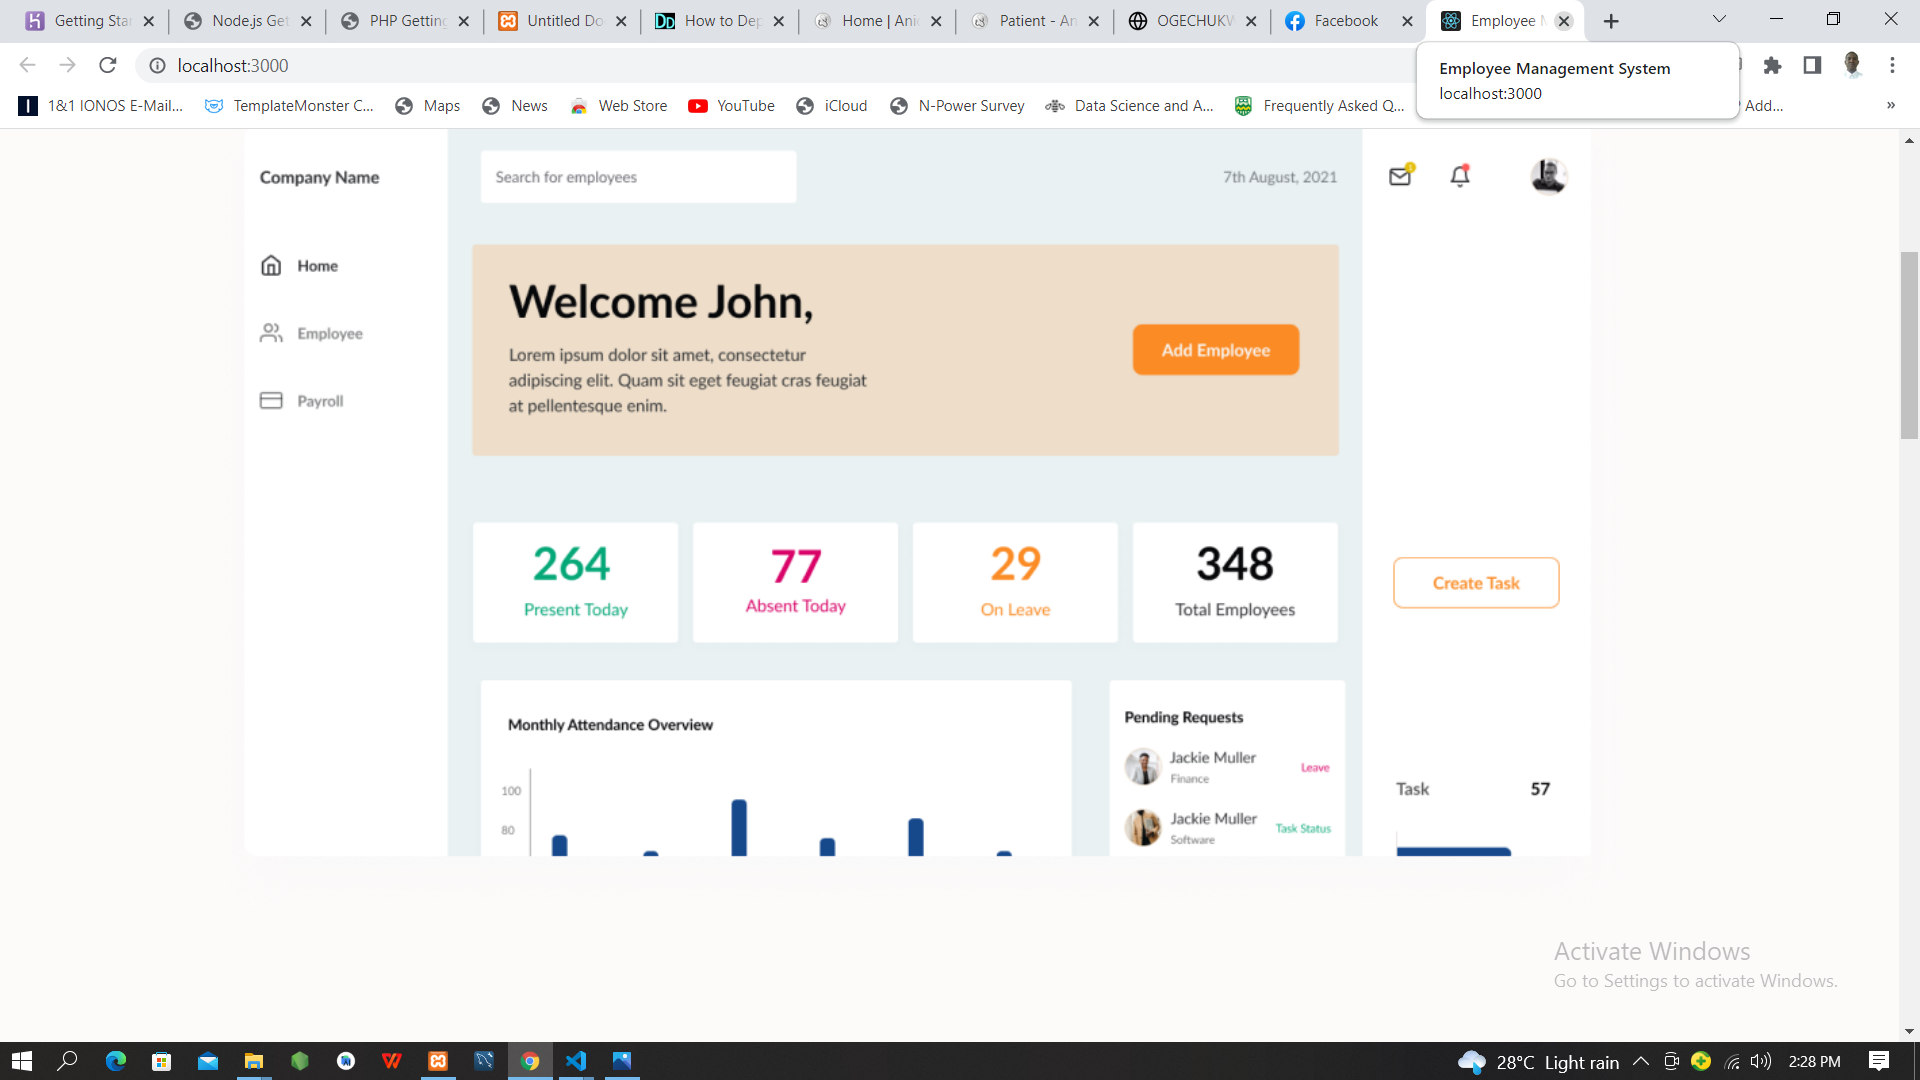 Getting Star
Node.js Get
PHP Getting
Untitled Do
How to Dep
Home | Anic
Patient - An
OGECHUKW
Facebook
Employee M
localhost:3000
Employee Management System
localhost:3000
1&1 IONOS E-Mail...
TemplateMonster C...
Maps
News
Web Store
YouTube
iCloud
N-Power Survey
Data Science and A...
Frequently Asked Q...
Add...
»
Company Name
Search for employees
7th August, 2021
Home
Employee
Payroll
Welcome John,
Lorem ipsum dolor sit amet, consectetur
adipiscing elit. Quam sit eget feugiat cras feugiat
at pellentesque enim.
Add Employee
264
Present Today
77
Absent Today
29
On Leave
348
Total Employees
Create Task
Monthly Attendance Overview
100
80
Pending Requests
Jackie Muller
Finance
Leave
Jackie Muller
Software
Task Status
Task
57
Activate Windows
Go to Settings to activate Windows.
28°C Light rain
2:28 PM